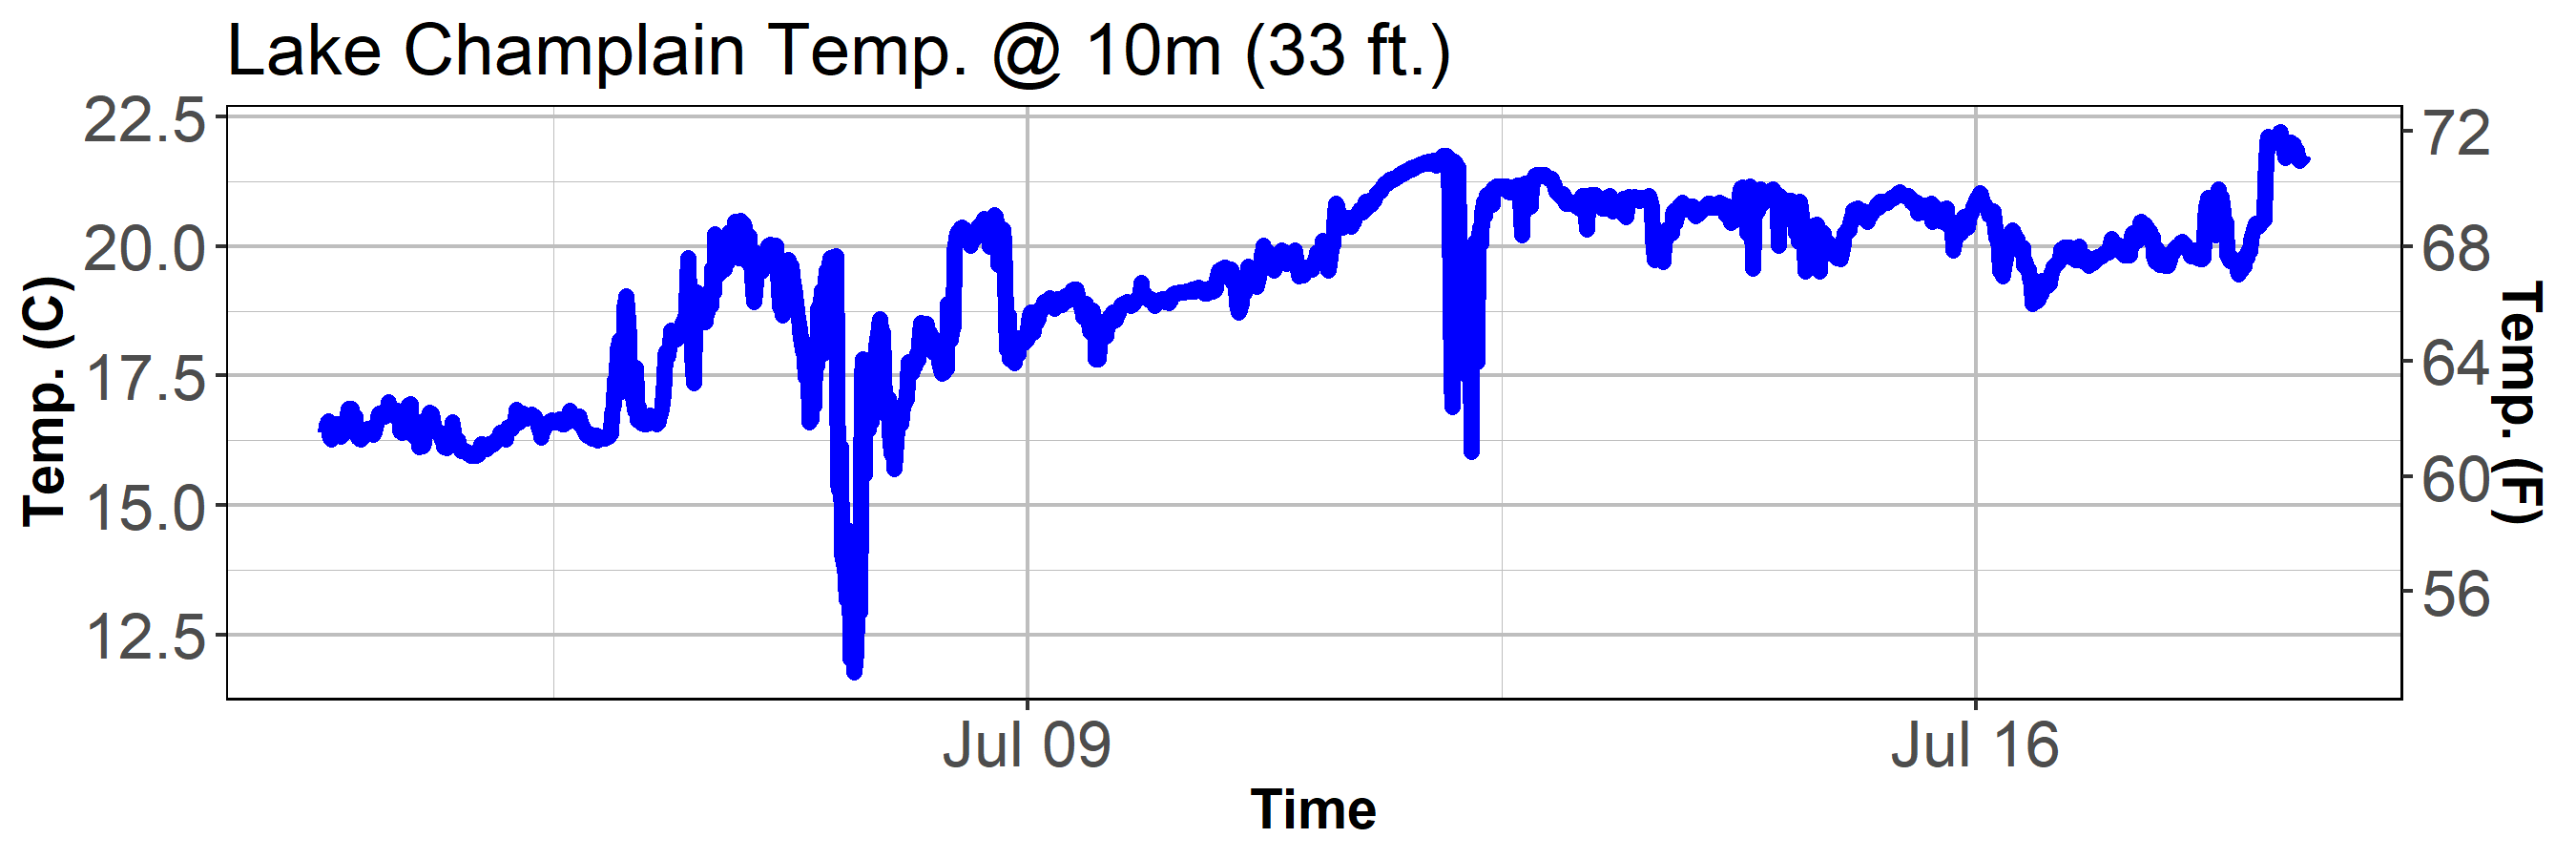 Lake Champlain Temp. @ 10m (33 ft.)
22.5
20.0
17.5
15.0
12.5
Temp. (C)
72
68
64
60
56
Temp. (F)
Jul 09
Jul 16
Time